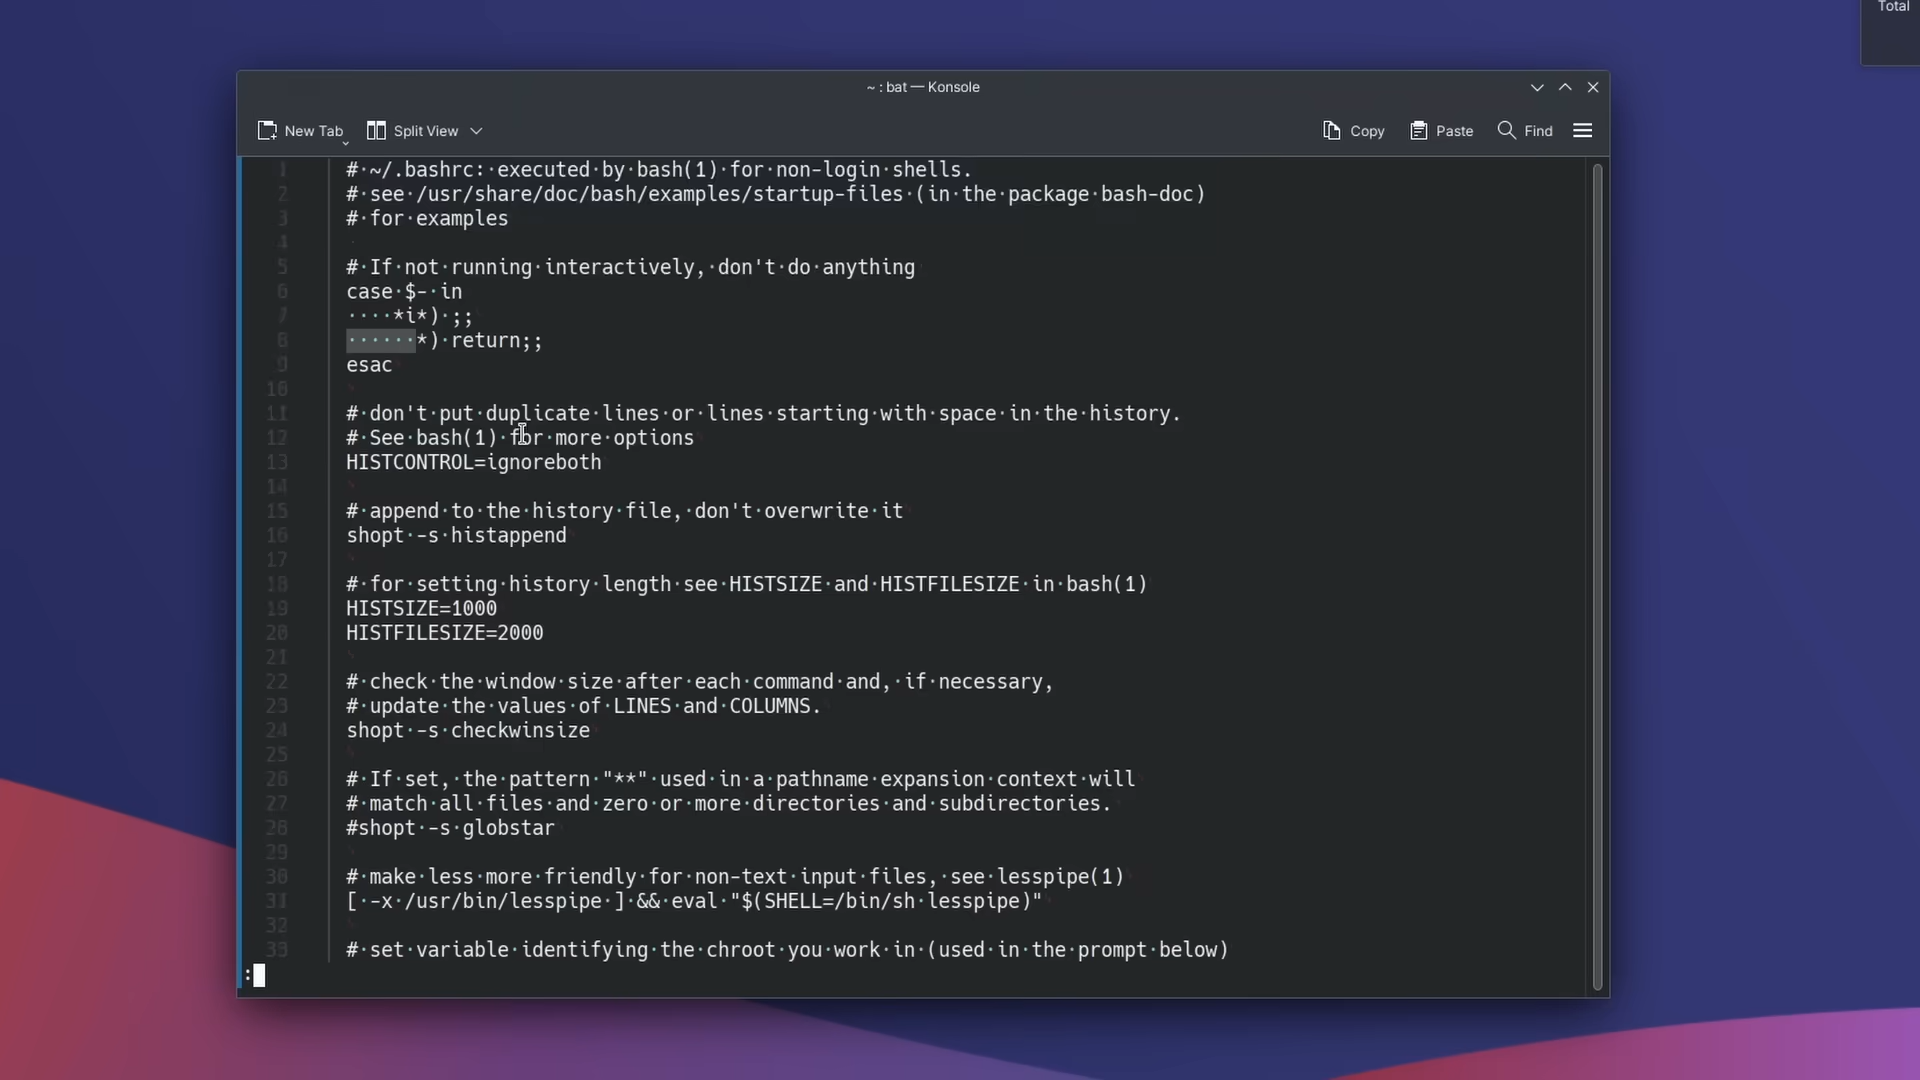 Total
~ : bat — Konsole
New Tab
Split View
Copy
Paste
Find
1 #·~/.bashrc:·executed·by·bash(1)·for·non-login·shells.
2 #·see·/usr/share/doc/bash/examples/startup-files·(in·the·package·bash-doc)
3 #·for·examples
4
5 #·If·not·running·interactively,·don't·do·anything
6 case·$-·in
7 ····*i*)·;;
8 ······*)·return;;
9 esac
10
11 #·don't·put·duplicate·lines·or·lines·starting·with·space·in·the·history.
12 #·See·bash(1)·for·more·options
13 HISTCONTROL=ignoreboth
14
15 #·append·to·the·history·file,·don't·overwrite·it
16 shopt·-s·histappend
17
18 #·for·setting·history·length·see·HISTSIZE·and·HISTFILESIZE·in·bash(1)
19 HISTSIZE=1000
20 HISTFILESIZE=2000
21
22 #·check·the·window·size·after·each·command·and,·if·necessary,
23 #·update·the·values·of·LINES·and·COLUMNS.
24 shopt·-s·checkwinsize
25
26 #·If·set,·the·pattern·"**"·used·in·a·pathname·expansion·context·will
27 #·match·all·files·and·zero·or·more·directories·and·subdirectories.
28 #shopt·-s·globstar
29
30 #·make·less·more·friendly·for·non-text·input·files,·see·lesspipe(1)
31 [·-x·/usr/bin/lesspipe·]·&&·eval·"$(SHELL=/bin/sh·lesspipe)"
32
33 #·set·variable·identifying·the·chroot·you·work·in·(used·in·the·prompt·below)
: